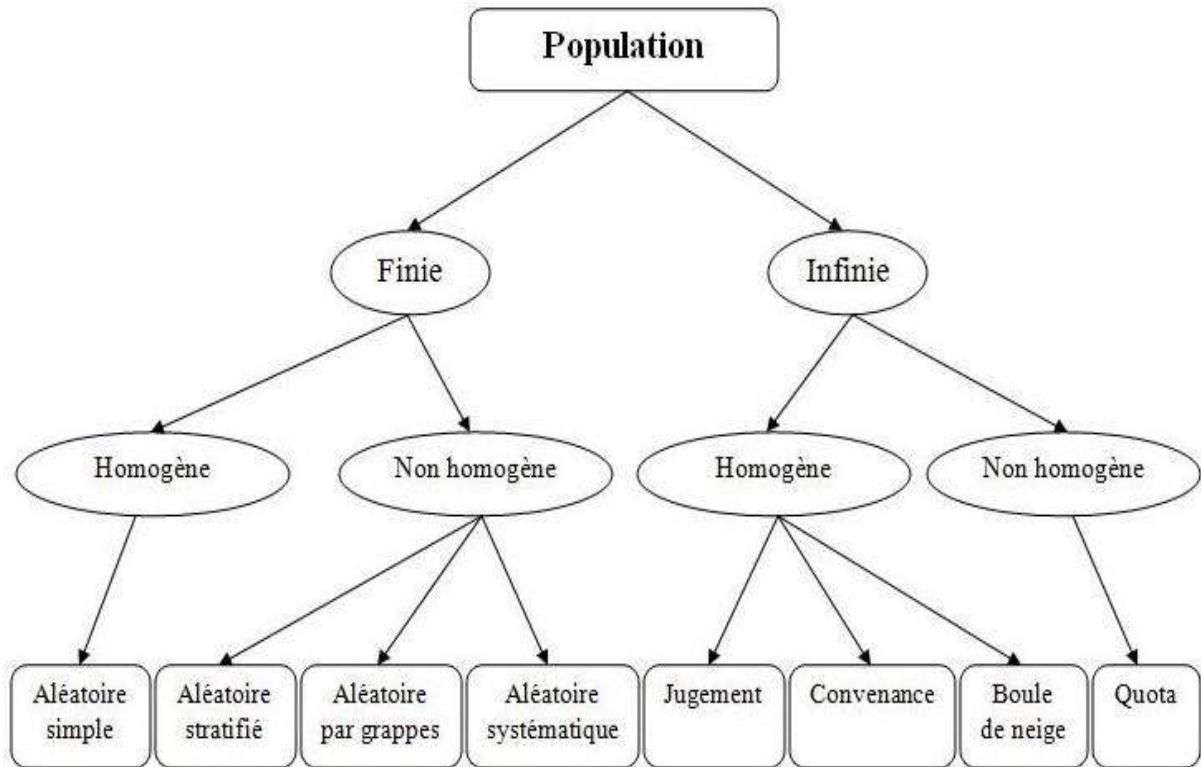 Population
Finie
Infinie
Homogène
Non homogène
Homogène
Non homogène
Aléatoire
simple
Aléatoire
stratifié
Aléatoire
par grappes
Aléatoire
systématique
Jugement
Convenance
Boule
de neige
Quota